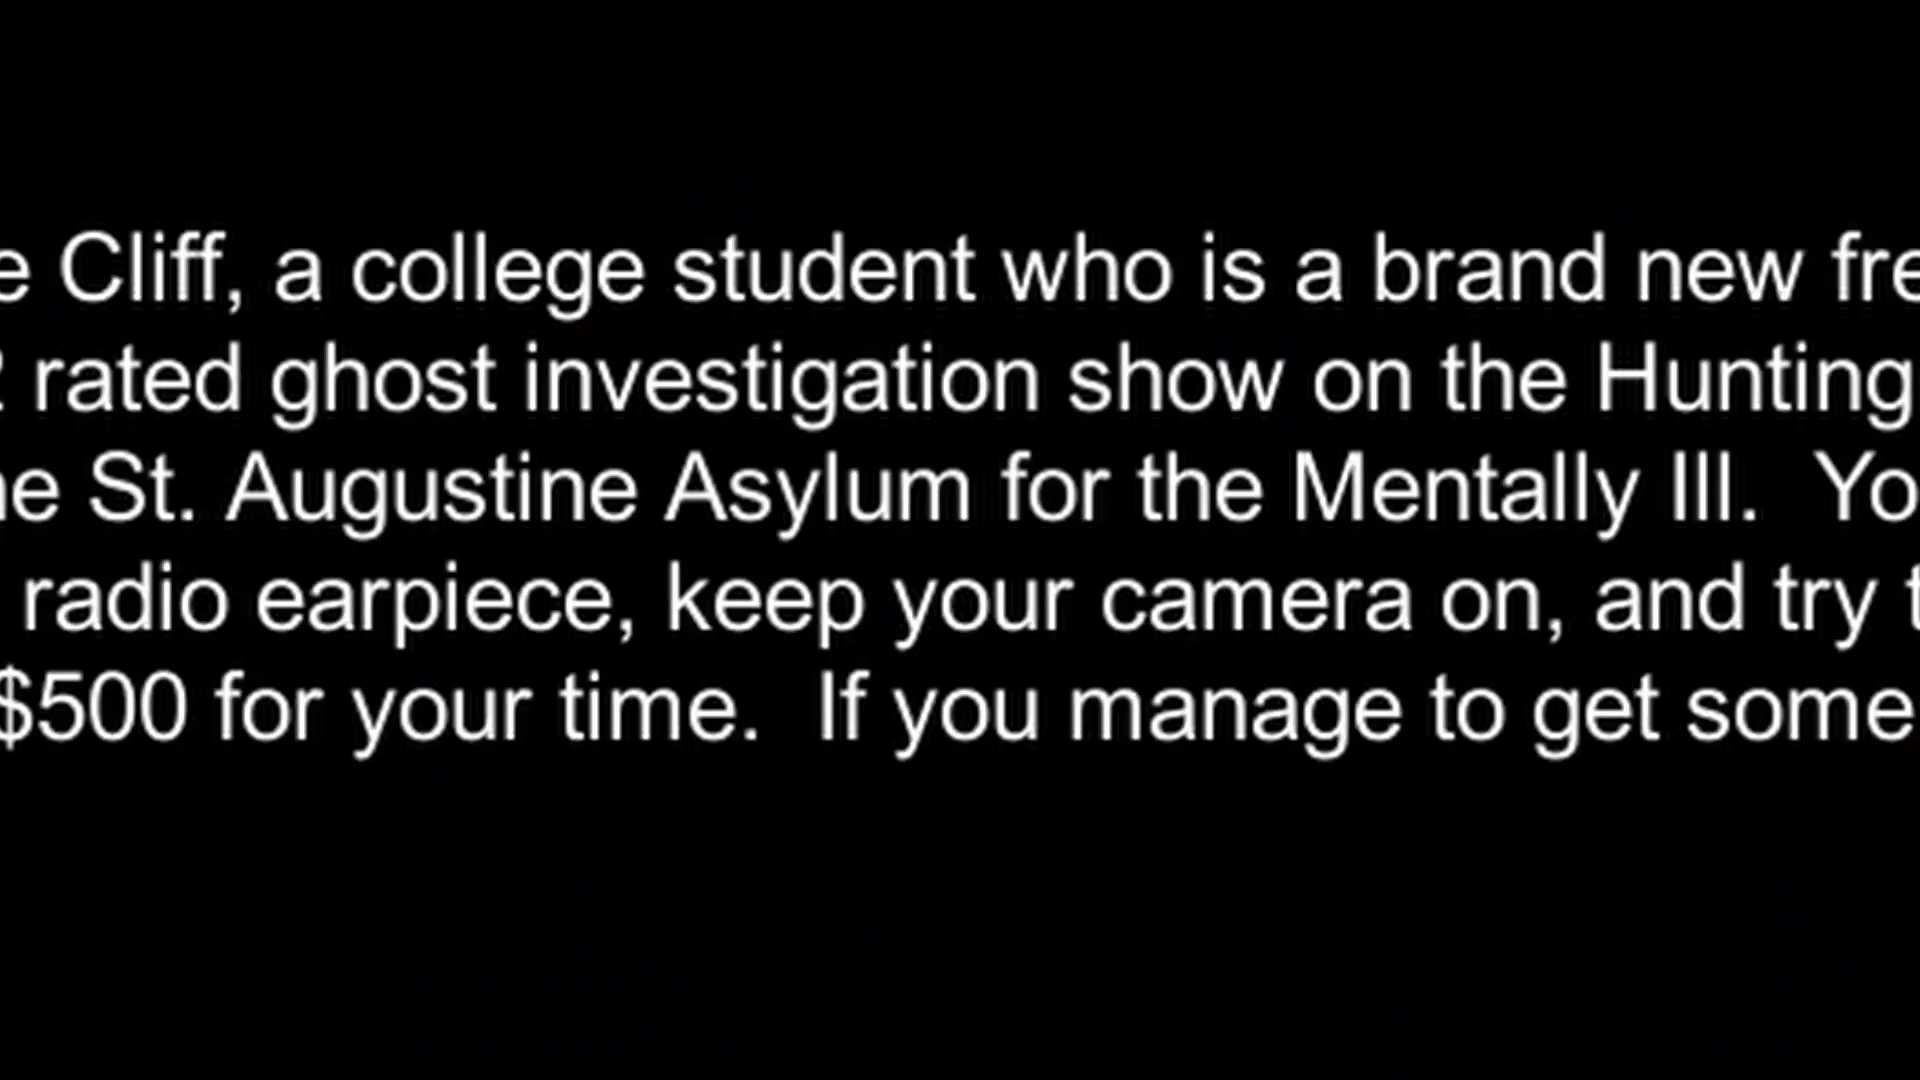 e Cliff, a college student who is a brand new fre
2 rated ghost investigation show on the Hunting
he St. Augustine Asylum for the Mentally Ill.  Yo
radio earpiece, keep your camera on, and try t
$500 for your time.  If you manage to get some